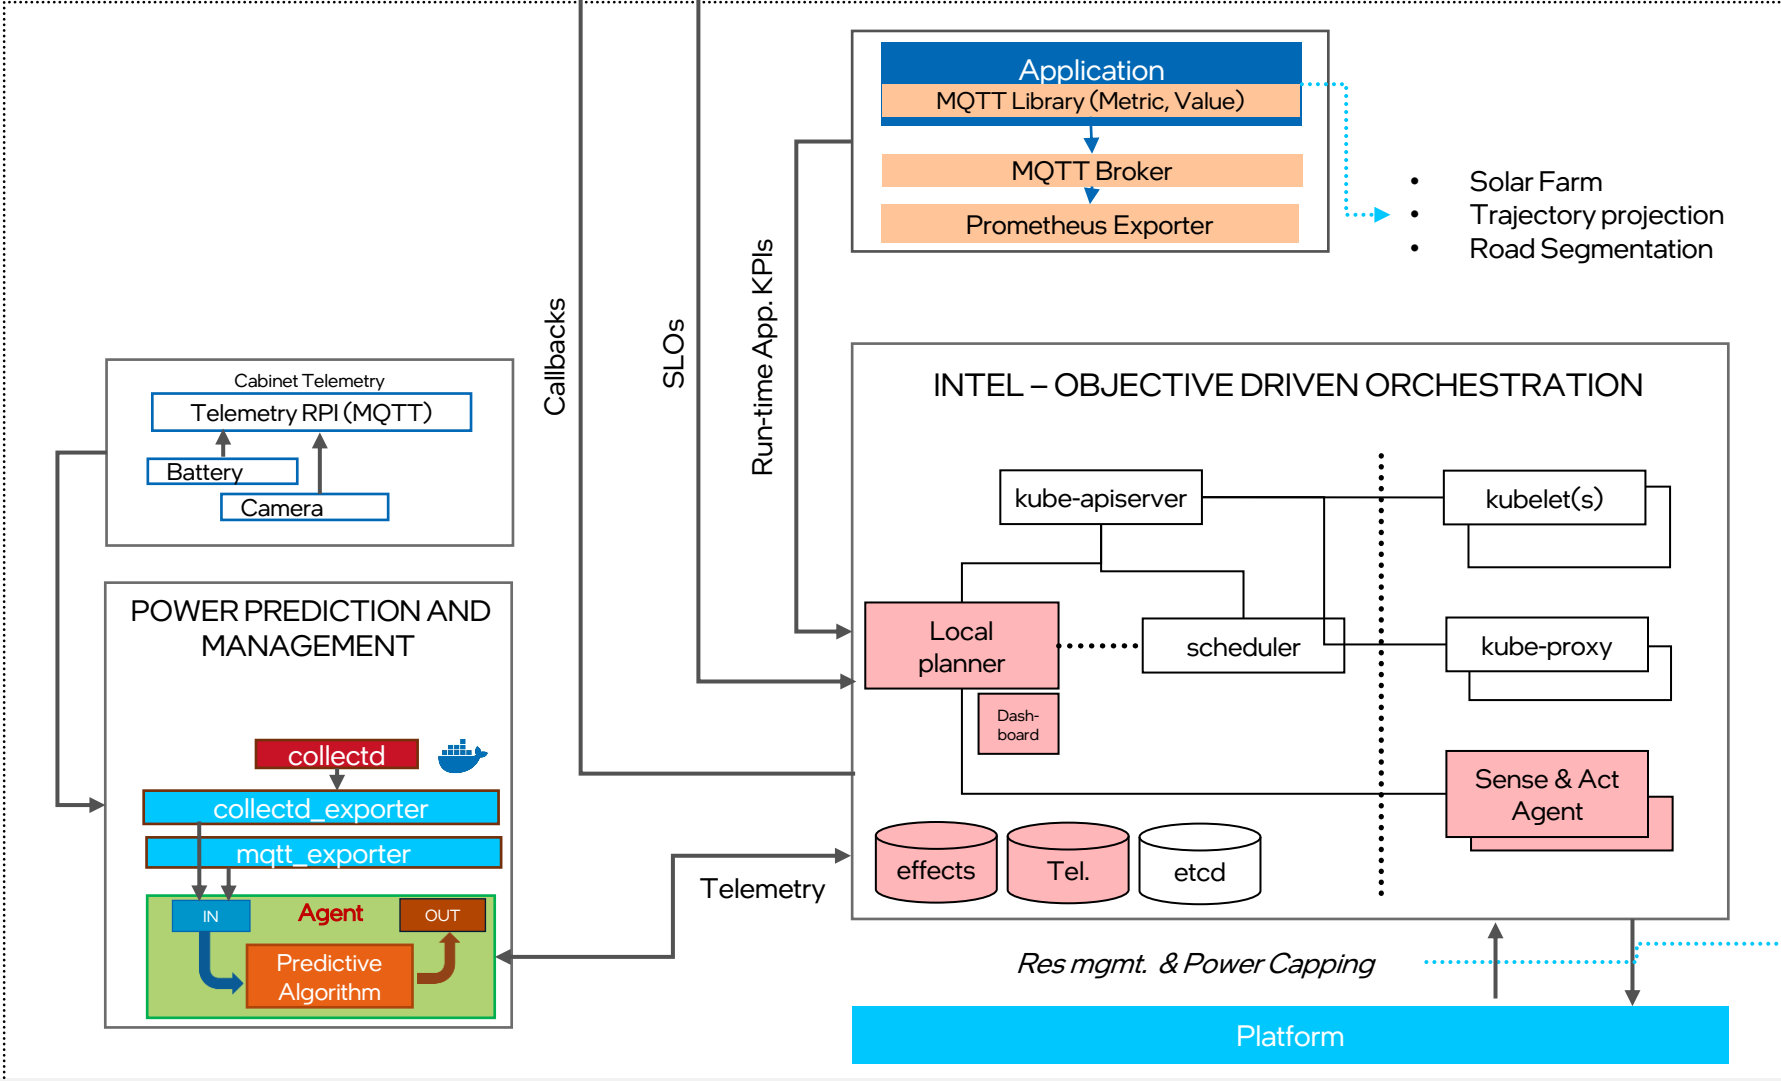 Application
MQTT Library (Metric, Value)
MQTT Broker
Prometheus Exporter
• Solar Farm
• Trajectory projection
• Road Segmentation
Callbacks
SLOs
Run-time App. KPIs
Cabinet Telemetry
Telemetry RPI (MQTT)
Battery
Camera
POWER PREDICTION AND
MANAGEMENT
collectd
collectd_exporter
mqtt_exporter
IN
Agent
OUT
Predictive
Algorithm
Telemetry
INTEL – OBJECTIVE DRIVEN ORCHESTRATION
kube-apiserver
kubelet(s)
Local
planner
scheduler
kube-proxy
Dash-
board
Sense & Act
Agent
effects
Tel.
etcd
Res mgmt. & Power Capping
Platform